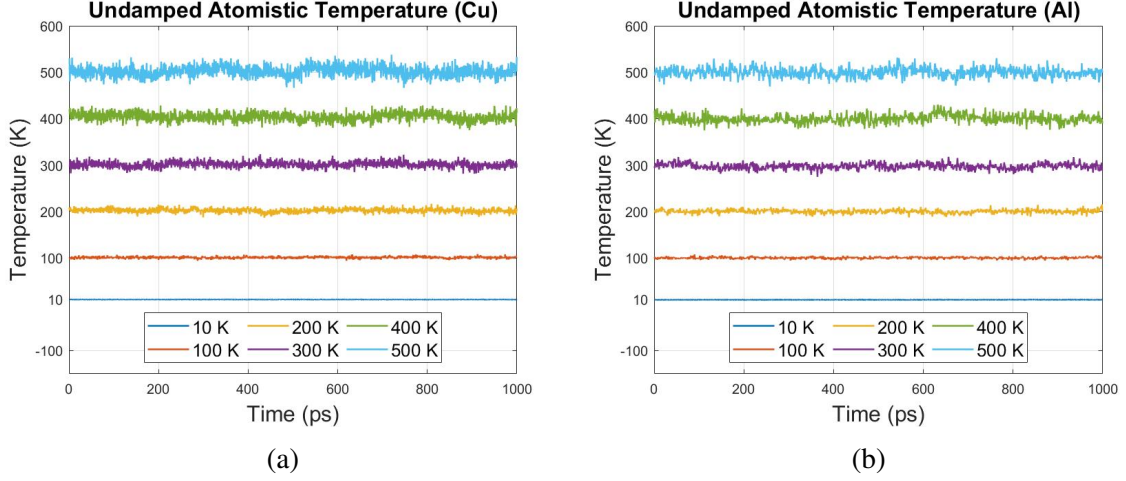 Undamped Atomistic Temperature (Cu)
600
500
400
300
200
100
10
-100
Temperature (K)
10 K 200 K 400 K
100 K 300 K 500 K
0 200 400 600 800 1000
Time (ps)
(a)
Undamped Atomistic Temperature (Al)
600
500
400
300
200
100
10
-100
Temperature (K)
10 K 200 K 400 K
100 K 300 K 500 K
0 200 400 600 800 1000
Time (ps)
(b)